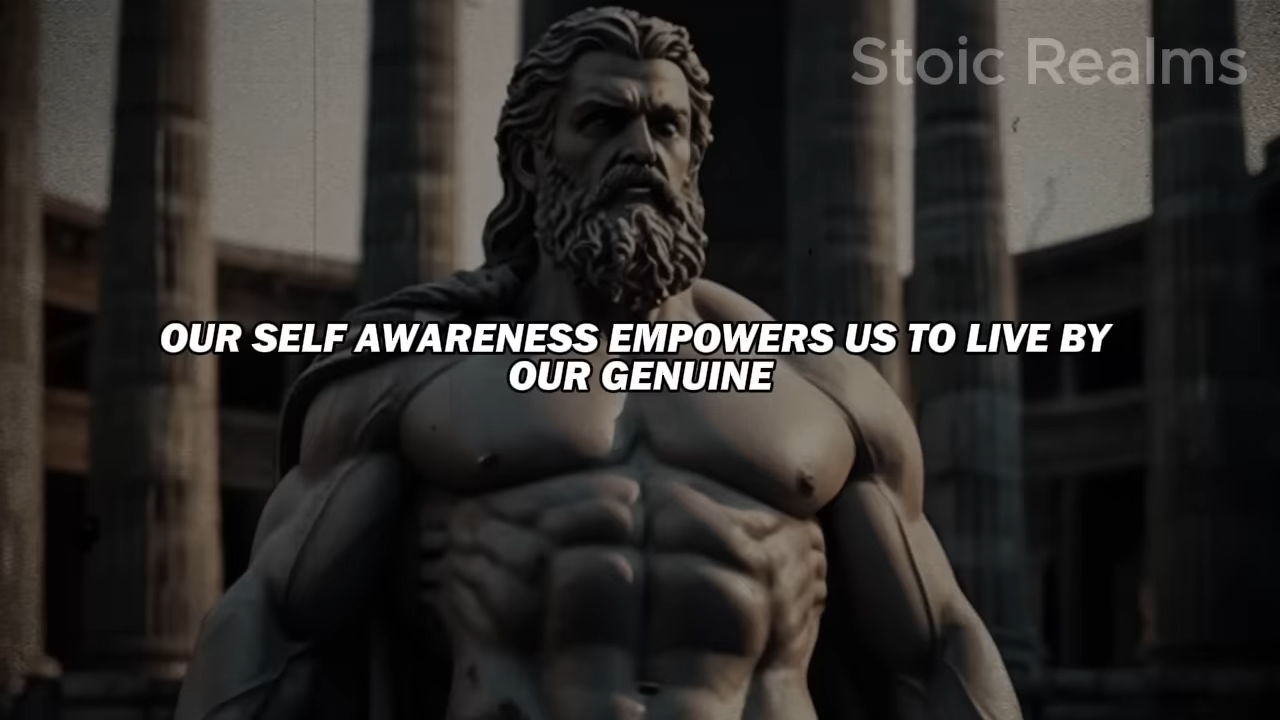 Stoic Realms
OUR SELF AWARENESS EMPOWERS US TO LIVE BY
OUR GENUINE